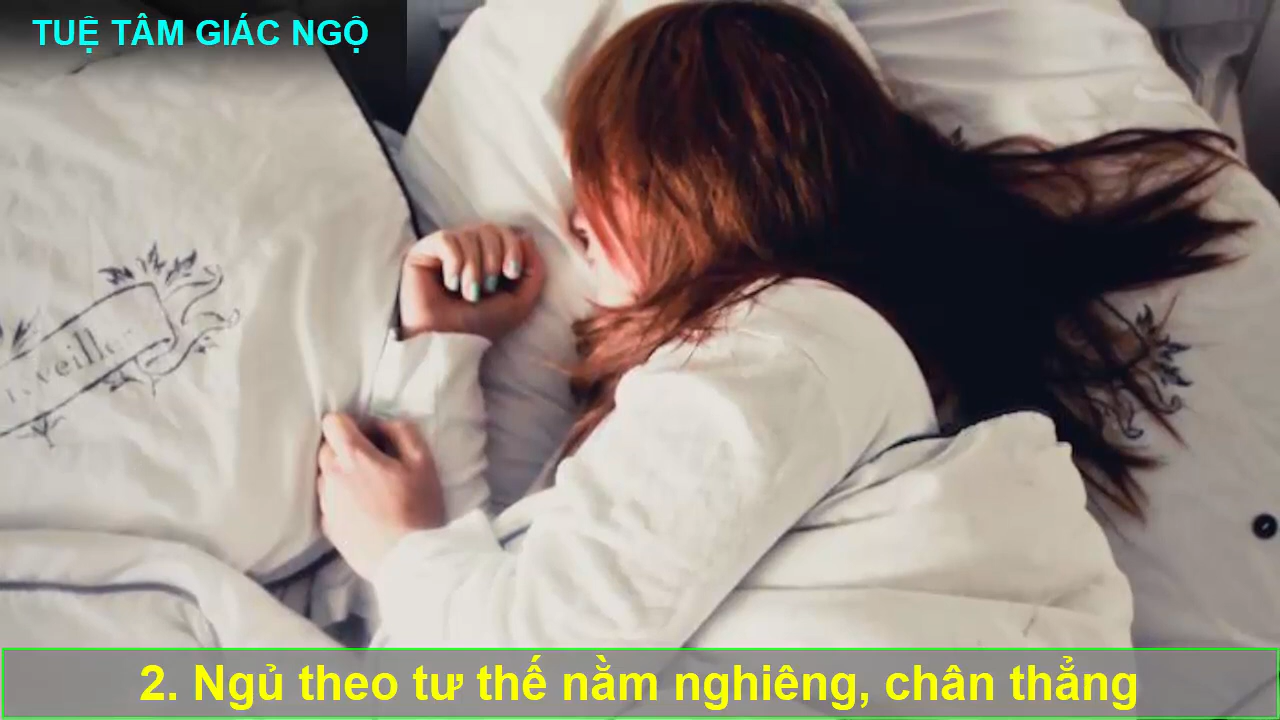 TUỆ TÂM GIÁC NGỘ
2. Ngủ theo tư thế nằm nghiêng, chân thẳng